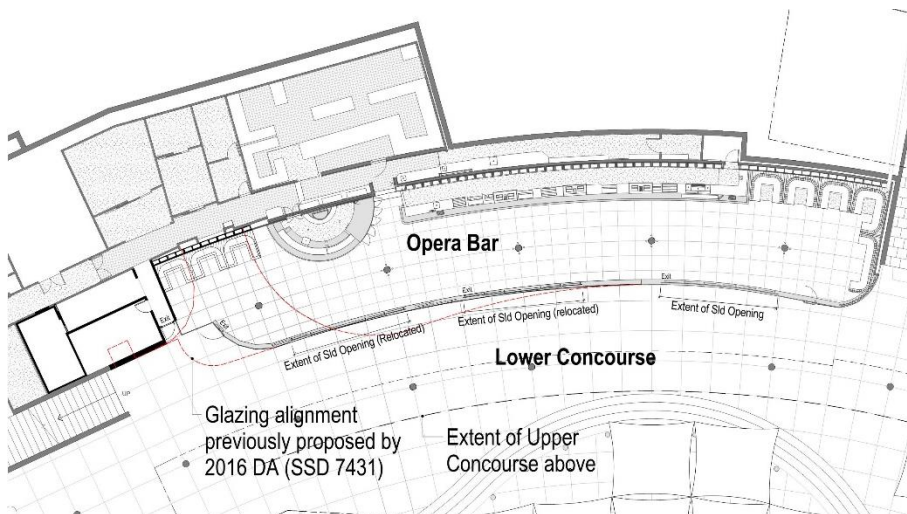 Opera Bar
Exit
Exit
Exit
Exit
Extent of Sld Opening (Relocated)
Extent of Sld Opening (relocated)
Extent of Sld Opening
Lower Concourse
UP
Glazing alignment
previously proposed by
2016 DA (SSD 7431)
Extent of Upper
Concourse above